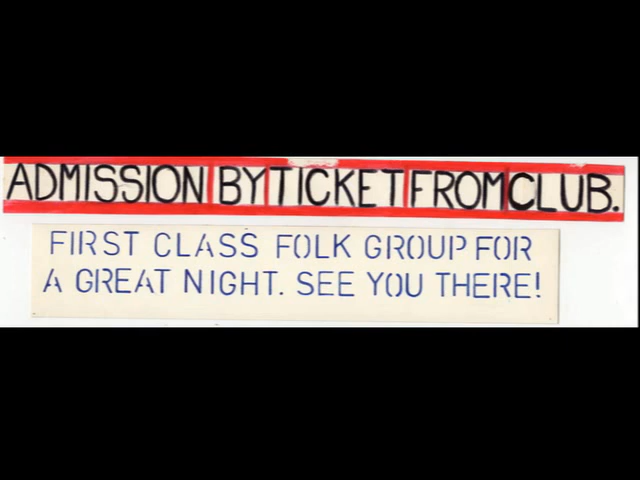 ADMISSION BY TICKET FROM CLUB.
FIRST CLASS FOLK GROUP FOR
A GREAT NIGHT. SEE YOU THERE!